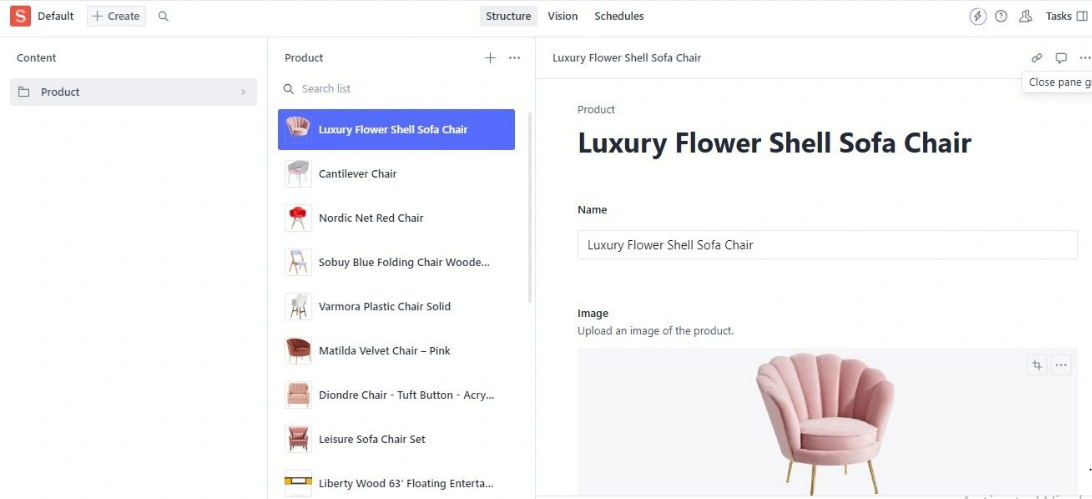 S Default + Create Structure Vision Schedules Tasks
Content
Product
Product
Search list
Luxury Flower Shell Sofa Chair
Cantilever Chair
Nordic Net Red Chair
Sobuy Blue Folding Chair Woode...
Varmora Plastic Chair Solid
Matilda Velvet Chair – Pink
Diondre Chair - Tuft Button - Acry...
Leisure Sofa Chair Set
Liberty Wood 63' Floating Enterta...
Luxury Flower Shell Sofa Chair
Close pane g
Product
Luxury Flower Shell Sofa Chair
Name
Luxury Flower Shell Sofa Chair
Image
Upload an image of the product.